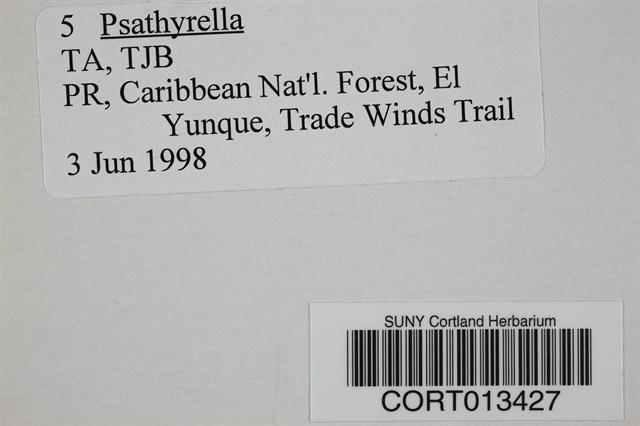 5 Psathyrella
TA, TJB
PR, Caribbean Nat'l. Forest, El
Yunque, Trade Winds Trail
3 Jun 1998
SUNY Cortland Herbarium
CORT013427